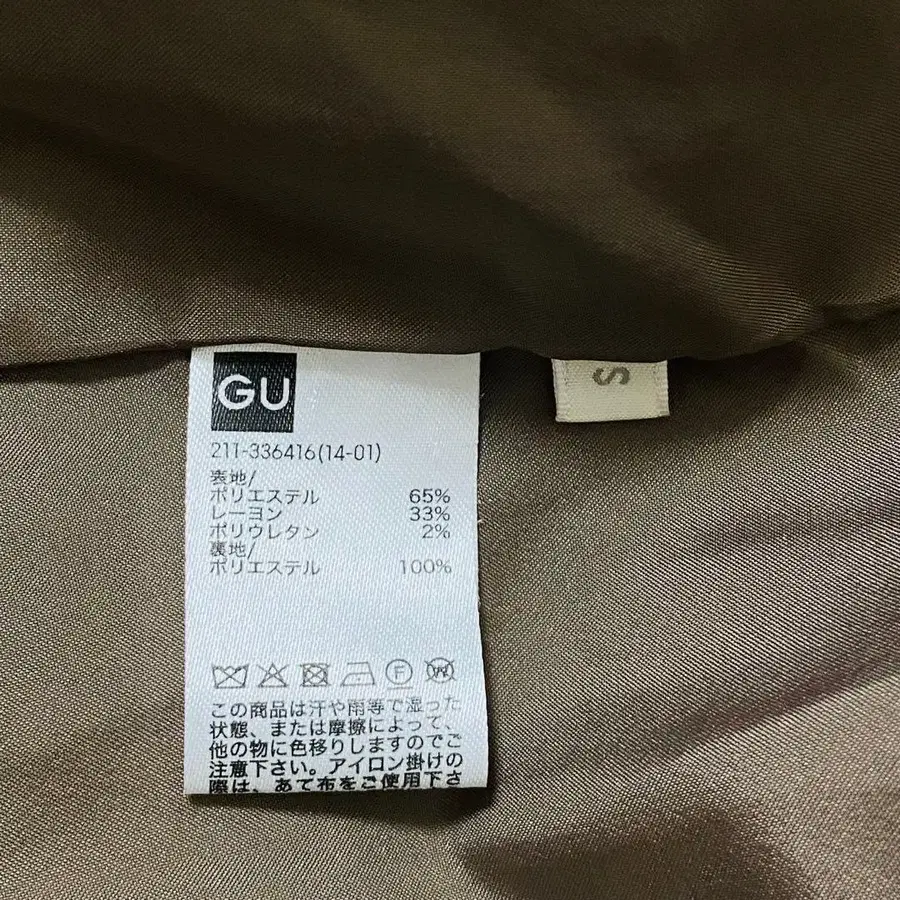 GU
S
211-336416(14-01)
表地/
ポリエステル 65%
レーヨン 33%
ポリウレタン 2%
裏地/
ポリエステル 100%
F W
この商品は汗や雨等で湿った
状態、または摩擦によって、
他の物に色移りしますのでご
注意下さい。アイロン掛けの
際は、あて布をご使用下さ